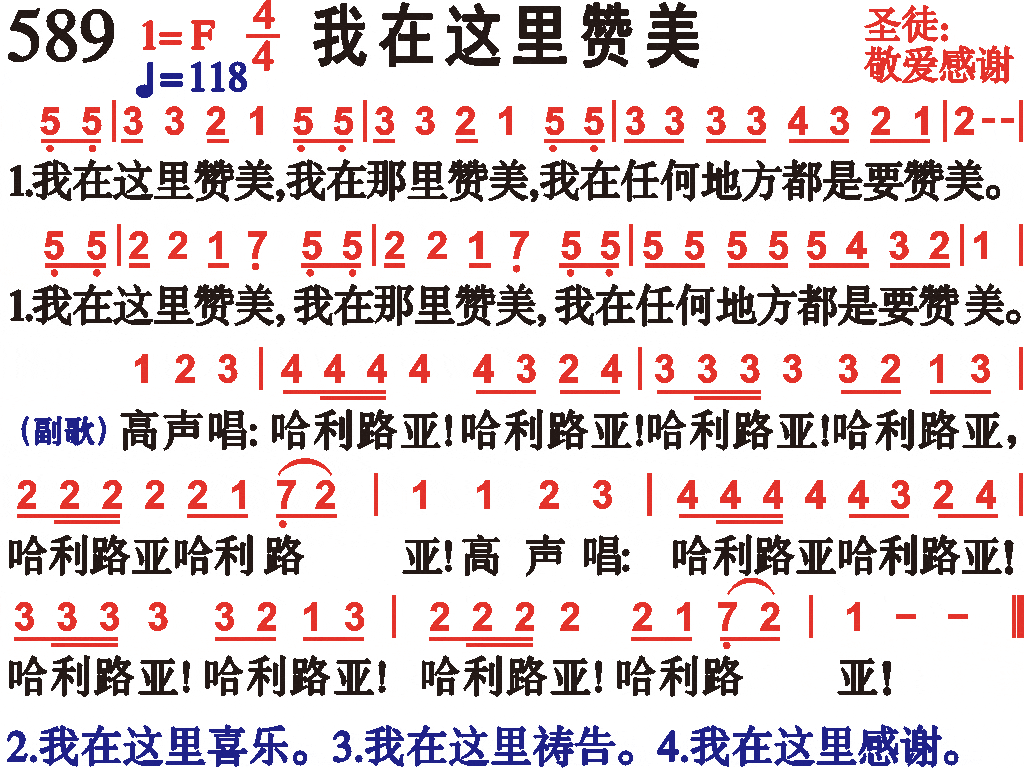 589 1=F 4/4 我在这里赞美 圣徒:
♩=118 敬爱感谢
5 5|3 3 2 1 5 5|3 3 2 1 5 5|3 3 3 3 4 3 2 1|2--|
1.我在这里赞美,我在那里赞美,我在任何地方都是要赞美。
5 5|2 2 1 7 5 5|2 2 1 7 5 5|5 5 5 5 5 4 3 2|1 |
1.我在这里赞美, 我在那里赞美, 我在任何地方都是要赞美。
1 2 3|4 4 4 4 4 3 2 4|3 3 3 3 3 2 1 3|
(副歌) 高声唱: 哈利路亚!哈利路亚!哈利路亚!哈利路亚,
2 2 2 2 2 1 7 2 | 1 1 2 3 | 4 4 4 4 4 3 2 4|
哈利路亚哈利 路 亚! 高 声 唱: 哈利路亚哈利路亚!
3 3 3 3 3 2 1 3 | 2 2 2 2 2 1 7 2 | 1 - - ‖
哈利路亚! 哈利路亚! 哈利路亚! 哈利路 亚!
2.我在这里喜乐。3.我在这里祷告。4.我在这里感谢。